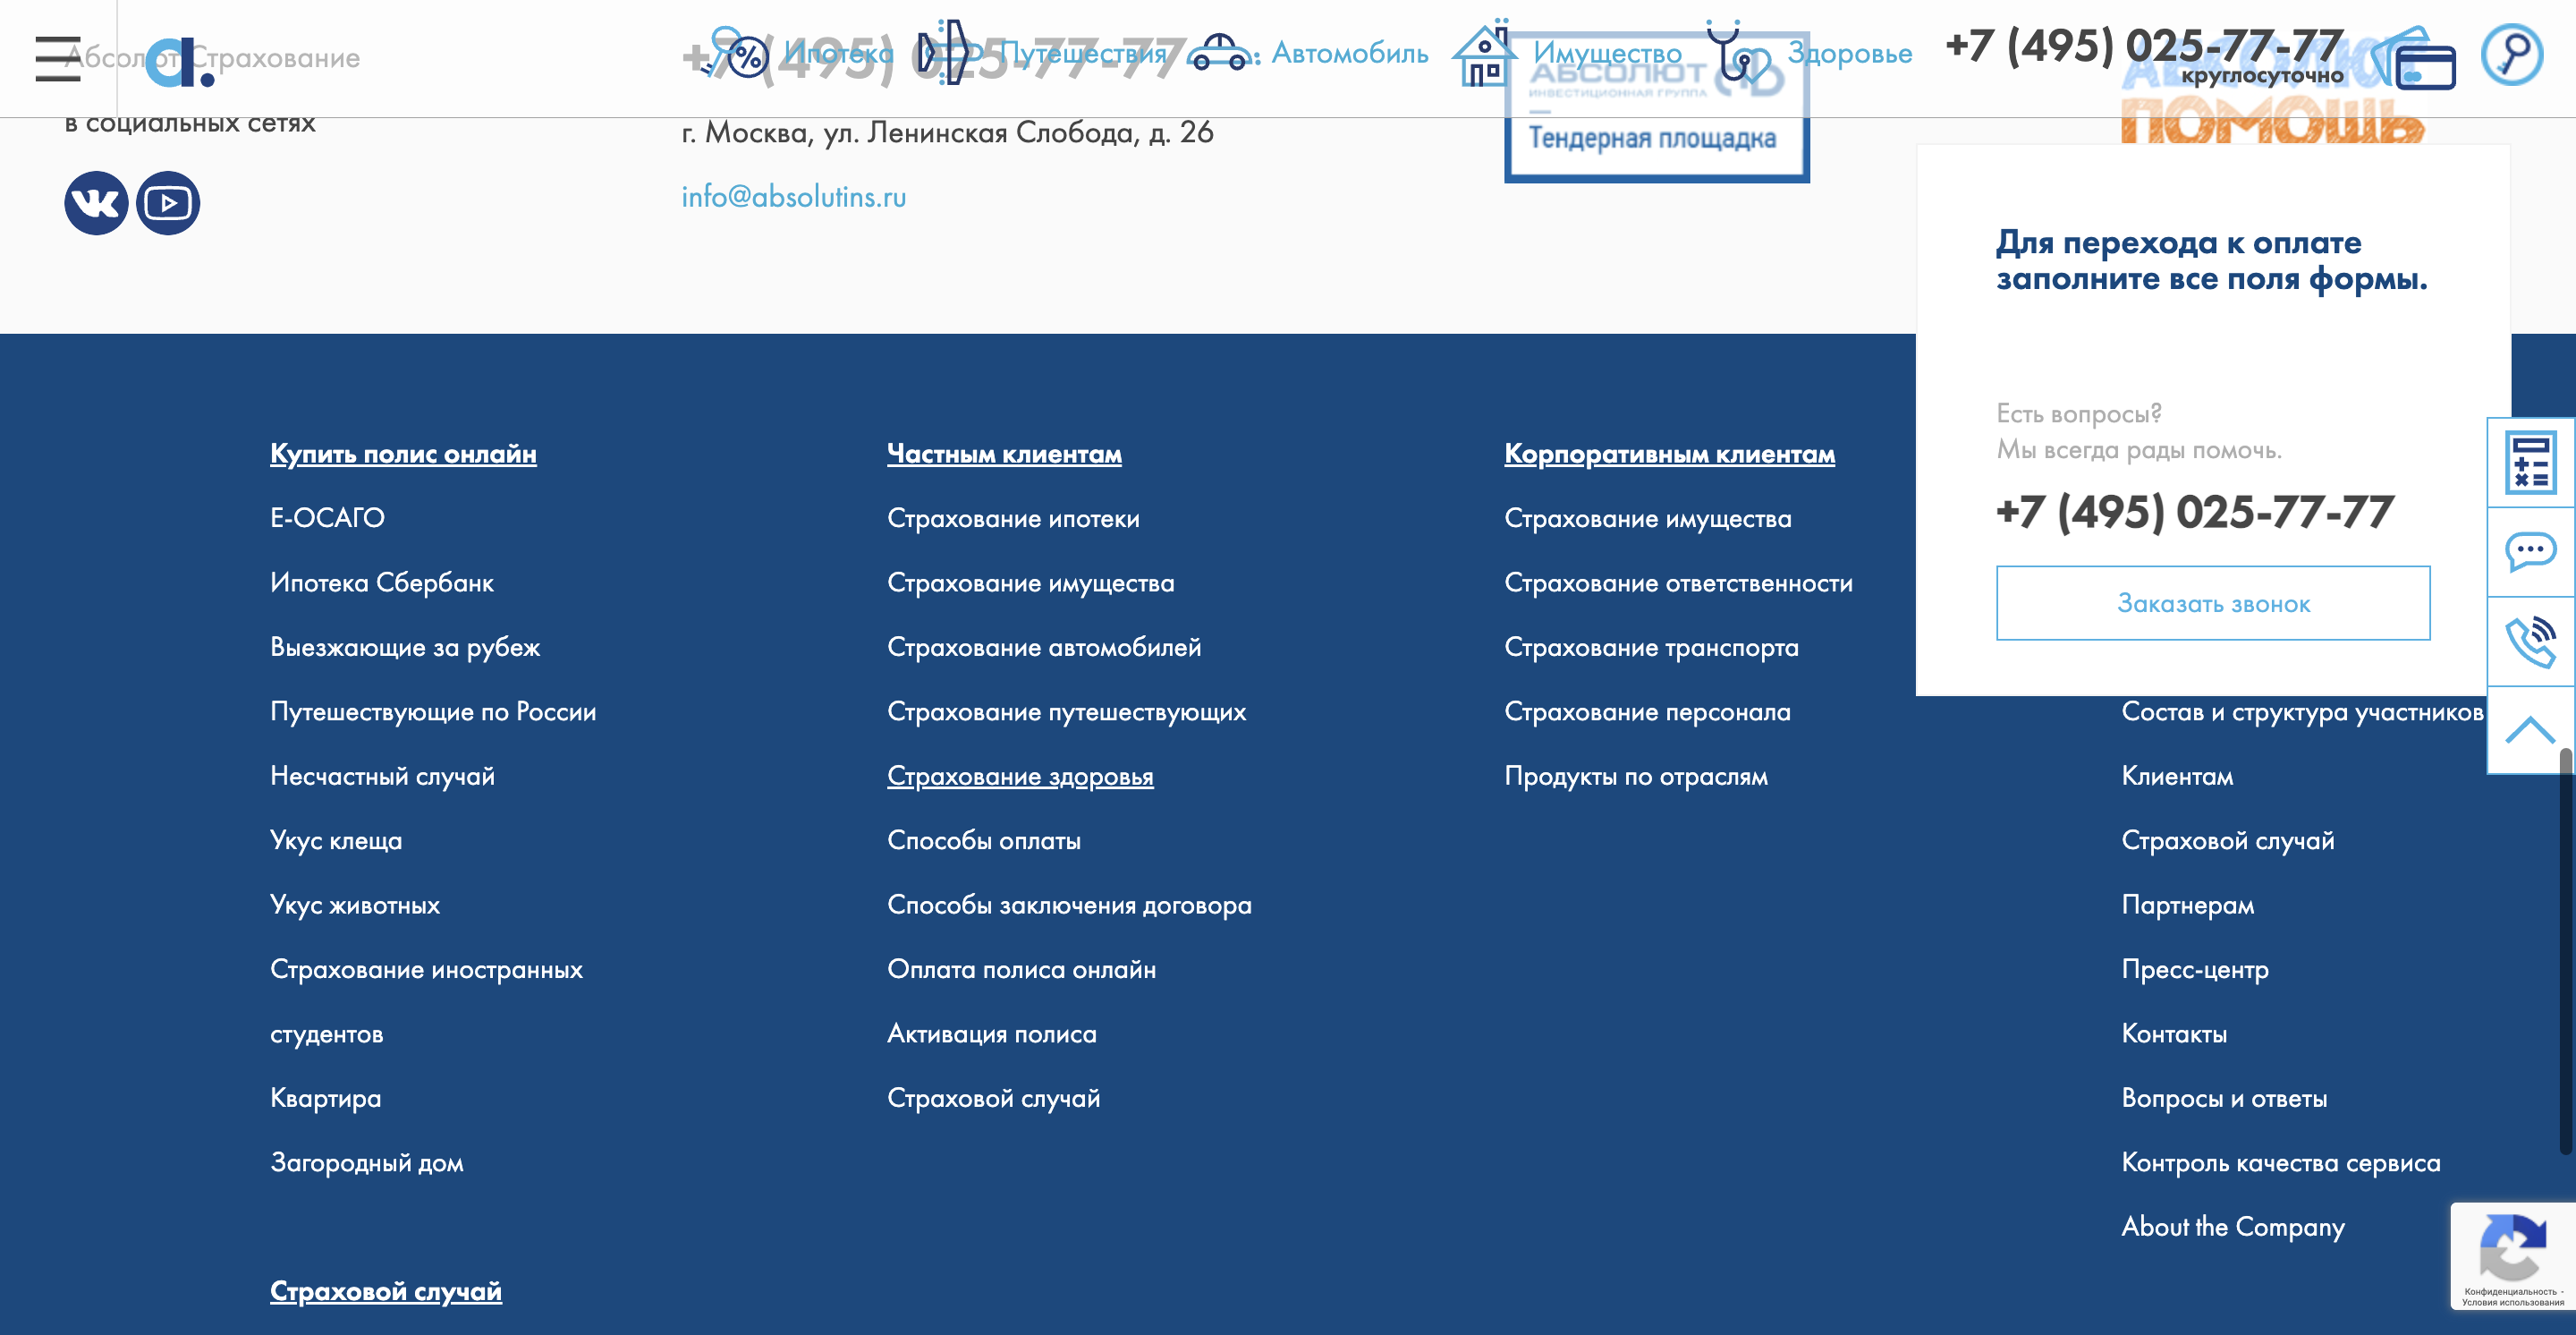 Абсолют Страхование
Ипотека
Путешествия
Автомобиль
Имущество
Здоровье
+7 (495) 025-77-77
круглосуточно
+7 (495) 025-77-77
в социальных сетях
г. Москва, ул. Ленинская Слобода, д. 26
info@absolutins.ru
АБСОЛЮТ
ИНВЕСТИЦИОННАЯ ГРУППА
Тендерная площадка
АБСОЛЮТ
ПОМОЩЬ
Для перехода к оплате
заполните все поля формы.
Есть вопросы?
Мы всегда рады помочь.
+7 (495) 025-77-77
Заказать звонок
Купить полис онлайн
Е-ОСАГО
Ипотека Сбербанк
Выезжающие за рубеж
Путешествующие по России
Несчастный случай
Укус клеща
Укус животных
Страхование иностранных
студентов
Квартира
Загородный дом
Страховой случай
Частным клиентам
Страхование ипотеки
Страхование имущества
Страхование автомобилей
Страхование путешествующих
Страхование здоровья
Способы оплаты
Способы заключения договора
Оплата полиса онлайн
Активация полиса
Страховой случай
Корпоративным клиентам
Страхование имущества
Страхование ответственности
Страхование транспорта
Страхование персонала
Продукты по отраслям
Состав и структура участников
Клиентам
Страховой случай
Партнерам
Пресс-центр
Контакты
Вопросы и ответы
Контроль качества сервиса
About the Company
Конфиденциальность -
Условия использования